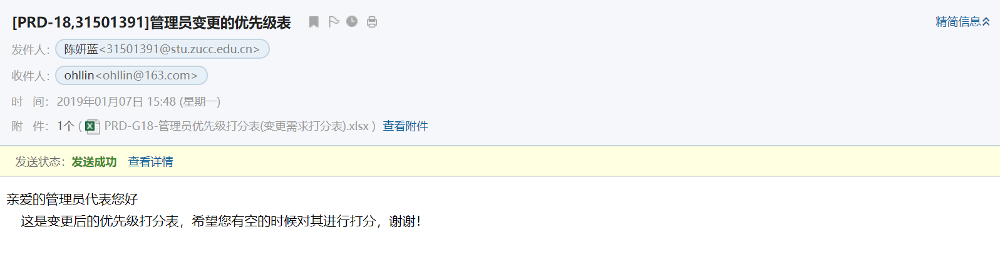 [PRD-18,31501391]管理员变更的优先级表
精简信息
发件人：陈妍蓝<31501391@stu.zucc.edu.cn>
收件人：ohllin<ohllin@163.com>
时 间：2019年01月07日 15:48 (星期一)
附 件：1个 ( PRD-G18-管理员优先级打分表(变更需求打分表).xlsx ) 查看附件
发送状态：发送成功 查看详情
亲爱的管理员代表您好
这是变更后的优先级打分表，希望您有空的时候对其进行打分，谢谢！